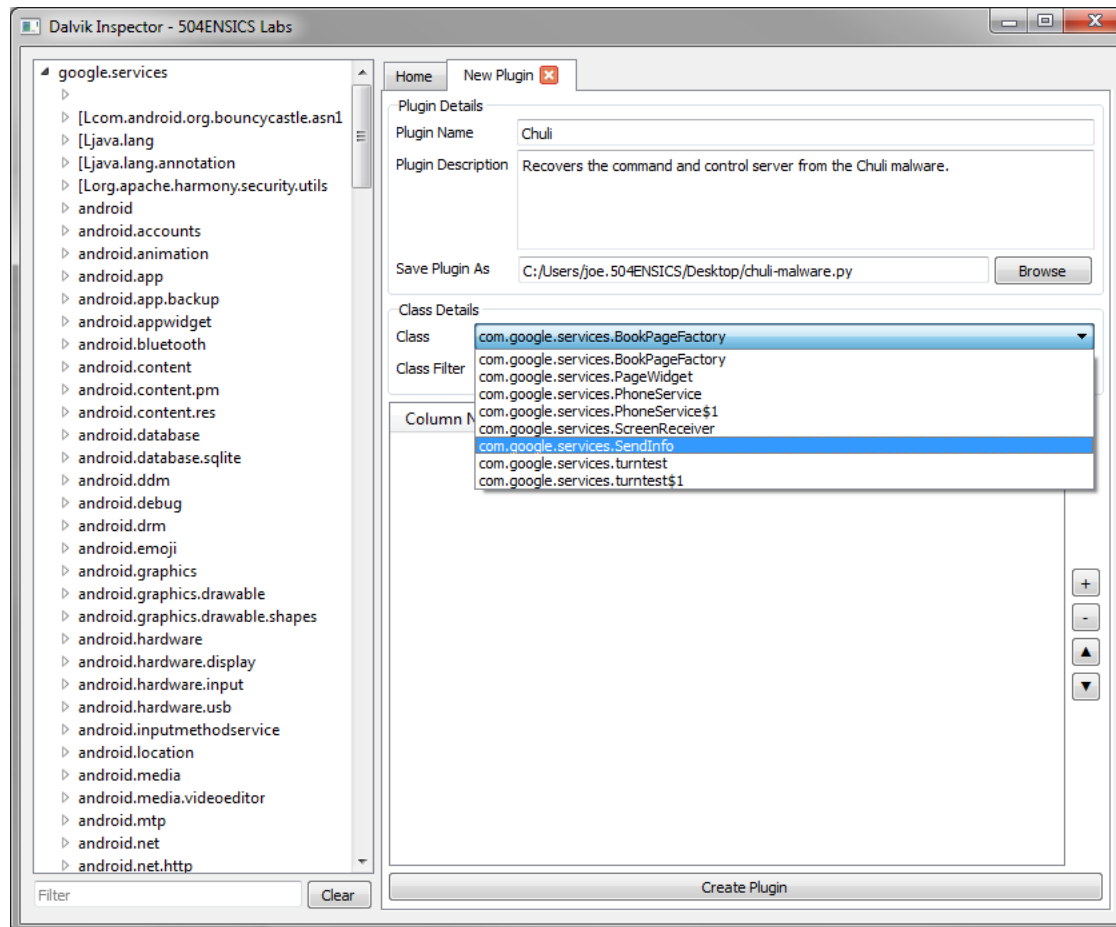 Dalvik Inspector - 504ENSICS Labs
google.services
[Lcom.android.org.bouncycastle.asn1
[Ljava.lang
[Ljava.lang.annotation
[Lorg.apache.harmony.security.utils
android
android.accounts
android.animation
android.app
android.app.backup
android.appwidget
android.bluetooth
android.content
android.content.pm
android.content.res
android.database
android.database.sqlite
android.ddm
android.debug
android.drm
android.emoji
android.graphics
android.graphics.drawable
android.graphics.drawable.shapes
android.hardware
android.hardware.display
android.hardware.input
android.hardware.usb
android.inputmethodservice
android.location
android.media
android.media.videoeditor
android.mtp
android.net
android.net.http
Filter Clear
Home New Plugin
Plugin Details
Plugin Name Chuli
Plugin Description Recovers the command and control server from the Chuli malware.
Save Plugin As C:/Users/joe.504ENSICS/Desktop/chuli-malware.py Browse
Class Details
Class com.google.services.BookPageFactory
Class Filter
com.google.services.BookPageFactory
com.google.services.PageWidget
com.google.services.PhoneService
com.google.services.PhoneService$1
com.google.services.ScreenReceiver
com.google.services.SendInfo
com.google.services.turntest
com.google.services.turntest$1
Column N
+
-
▲
▼
Create Plugin